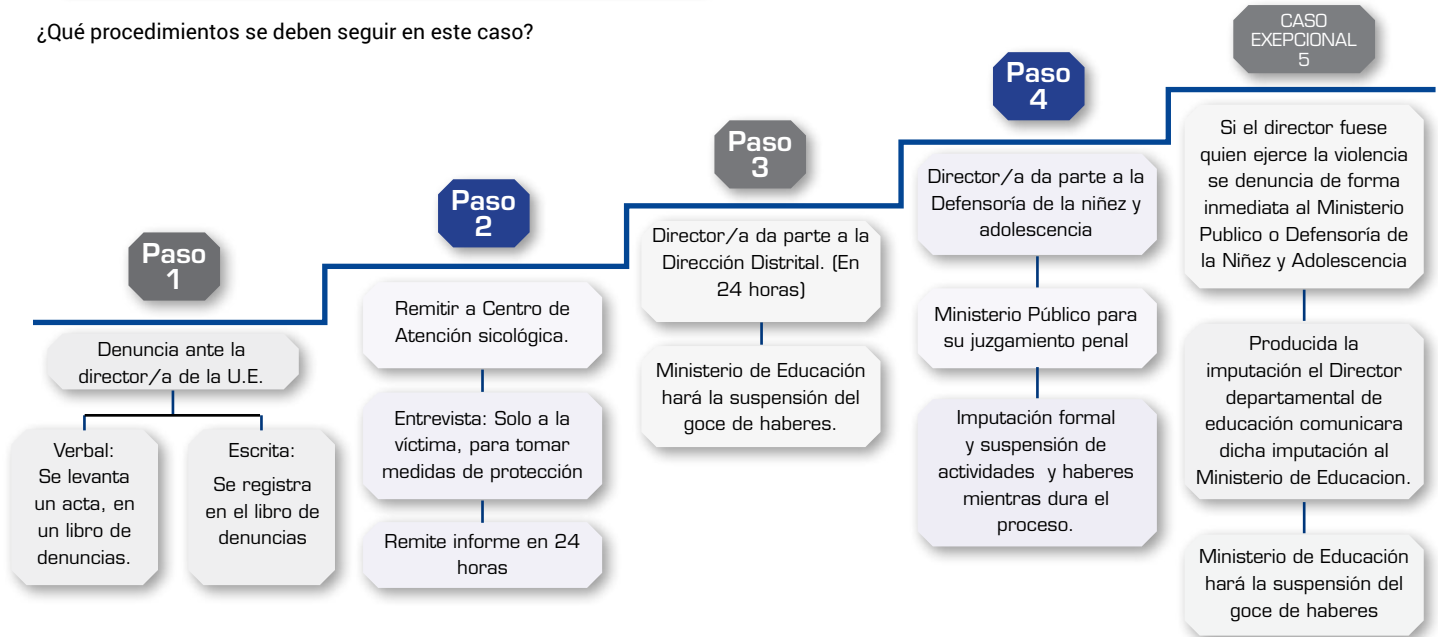 ¿Qué procedimientos se deben seguir en este caso?
Paso
1
Denuncia ante la
director/a de la U.E.
Verbal:
Se levanta
un acta, en
un libro de
denuncias.
Escrita:
Se registra
en el libro de
denuncias
Paso
2
Remitir a Centro de
Atención sicológica.
Entrevista: Solo a la
víctima, para tomar
medidas de protección
Remite informe en 24
horas
Paso
3
Director/a da parte a la
Dirección Distrital. (En
24 horas)
Ministerio de Educación
hará la suspensión del
goce de haberes.
Paso
4
Director/a da parte a la
Defensoría de la niñez y
adolescencia
Ministerio Público para
su juzgamiento penal
Imputación formal
y suspensión de
actividades y haberes
mientras dura el
proceso.
CASO
EXEPCIONAL
5
Si el director fuese
quien ejerce la violencia
se denuncia de forma
inmediata al Ministerio
Publico o Defensoría de
la Niñez y Adolescencia
Producida la
imputación el Director
departamental de
educación comunicara
dicha imputación al
Ministerio de Educacion.
Ministerio de Educación
hará la suspensión del
goce de haberes